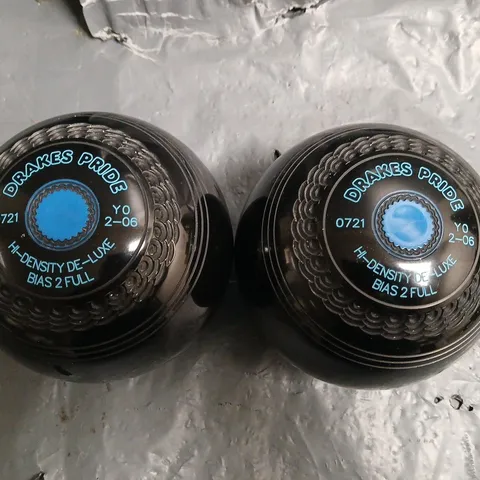 DRAKES PRIDE
721 YO
2-06
HI-DENSITY DE-LUXE
BIAS 2 FULL
DRAKES PRIDE
0721 YO
2-06
HI-DENSITY DE-LUXE
BIAS 2 FULL